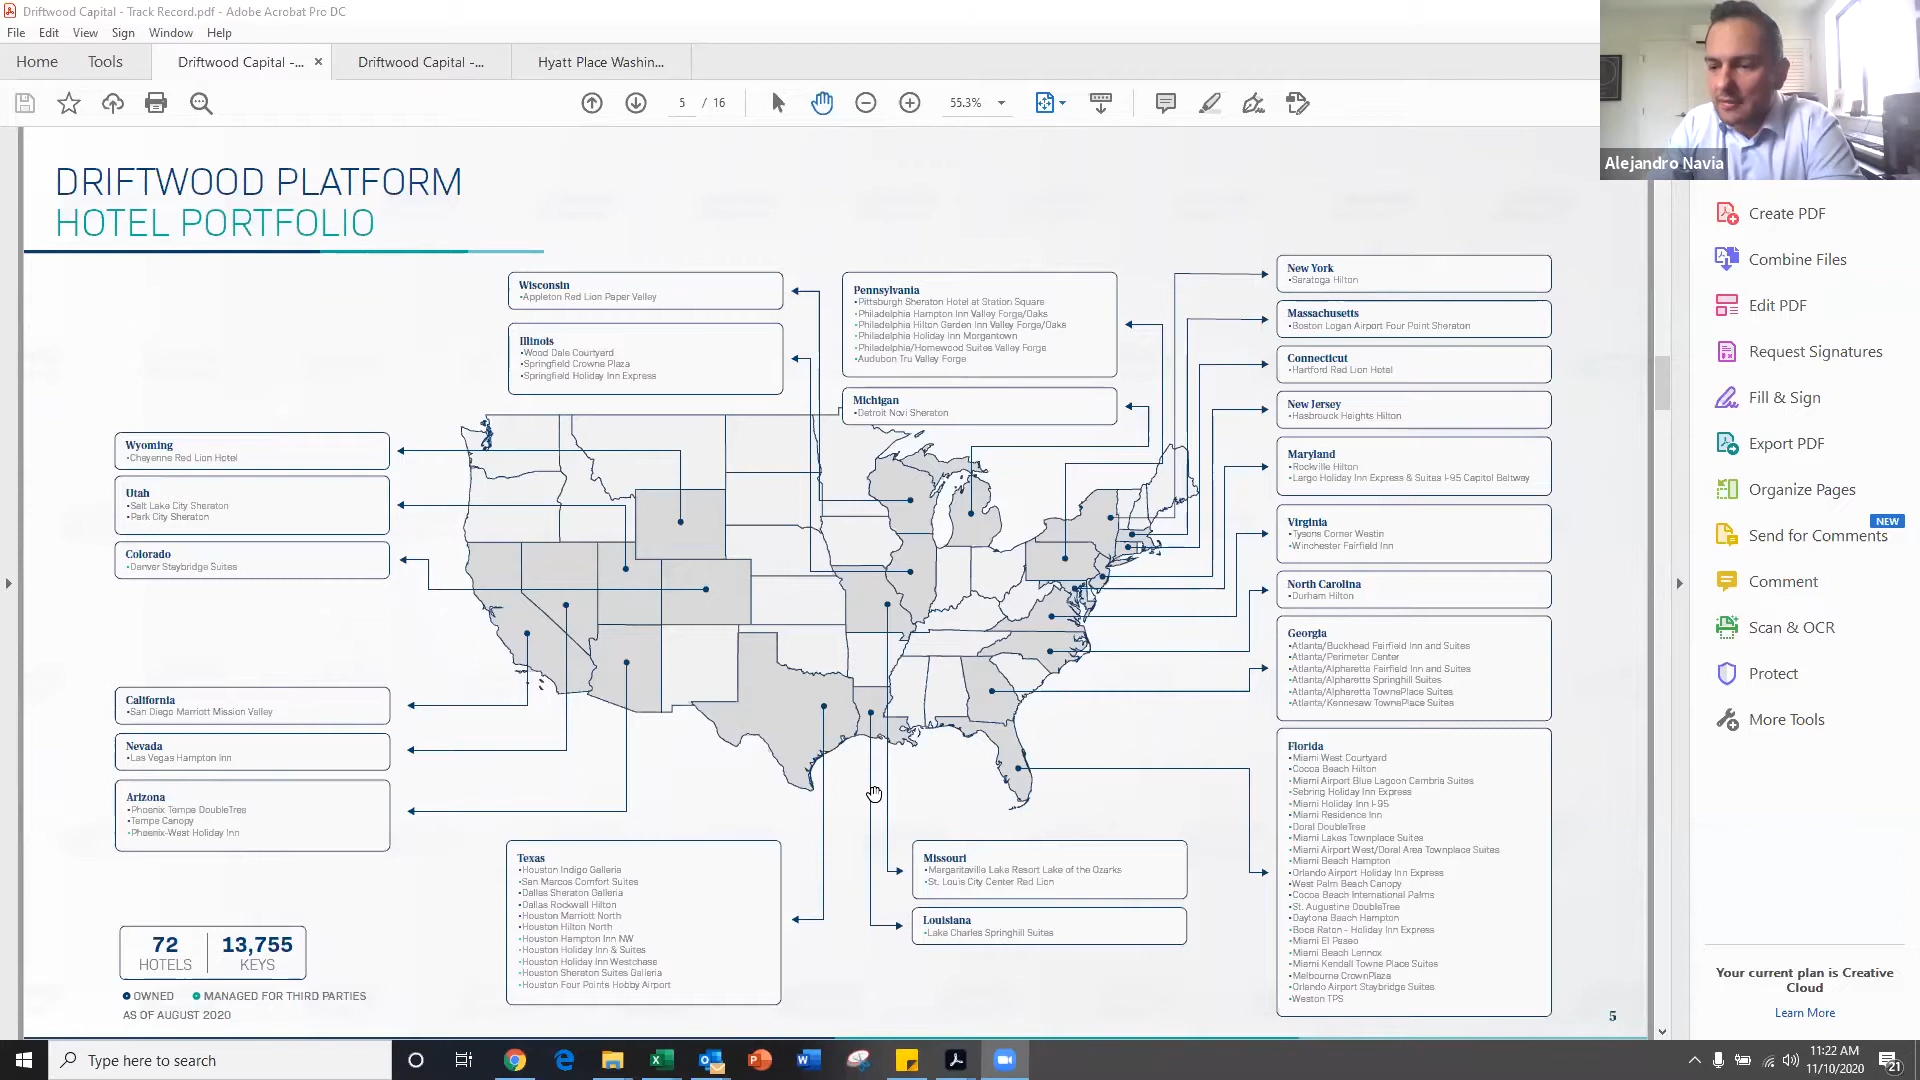 Driftwood Capital - Track Record.pdf - Adobe Acrobat Pro DC
File Edit View Sign Window Help
Home Tools Driftwood Capital -... × Driftwood Capital -... Hyatt Place Washin...
5 / 16 55.3%
Alejandro Navia
DRIFTWOOD PLATFORM
HOTEL PORTFOLIO
Wisconsin
•Appleton Red Lion Paper Valley
Illinois
•Wood Dale Courtyard
•Springfield Crowne Plaza
•Springfield Holiday Inn Express
Pennsylvania
•Pittsburgh Sheraton Hotel at Station Square
•Philadelphia Hampton Inn Valley Forge/Oaks
•Philadelphia Hilton Garden Inn Valley Forge/Oaks
•Philadelphia Holiday Inn Morgantown
•Philadelphia/Homewood Suites Valley Forge
•Audubon Tru Valley Forge
Michigan
•Detroit Novi Sheraton
New York
•Saratoga Hilton
Massachusetts
•Boston Logan Airport Four Point Sheraton
Connecticut
•Hartford Red Lion Hotel
New Jersey
•Hasbrouck Heights Hilton
Maryland
•Rockville Hilton
•Largo Holiday Inn Express & Suites I-95 Capitol Beltway
Virginia
•Tysons Corner Westin
•Winchester Fairfield Inn
North Carolina
•Durham Hilton
Georgia
•Atlanta/Buckhead Fairfield Inn and Suites
•Atlanta/Perimeter Center
•Atlanta/Alpharetta Fairfield Inn and Suites
•Atlanta/Alpharetta Springhill Suites
•Atlanta/Alpharetta TownePlace Suites
•Atlanta/Kennesaw TownePlace Suites
Florida
•Miami West Courtyard
•Cocoa Beach Hilton
•Miami Airport Blue Lagoon Cambria Suites
•Sebring Holiday Inn Express
•Miami Holiday Inn I-95
•Miami Residence Inn
•Doral DoubleTree
•Miami Lakes Townplace Suites
•Miami Airport West/Doral Area Townplace Suites
•Miami Beach Hampton
•Orlando Airport Holiday Inn Express
•West Palm Beach Canopy
•Cocoa Beach International Palms
•St. Augustine DoubleTree
•Daytona Beach Hampton
•Boca Raton - Holiday Inn Express
•Miami El Paseo
•Miami Beach Lennox
•Miami Kendall Towne Place Suites
•Melbourne CrownPlaza
•Orlando Airport Staybridge Suites
•Weston TPS
Wyoming
•Cheyenne Red Lion Hotel
Utah
•Salt Lake City Sheraton
•Park City Sheraton
Colorado
•Denver Staybridge Suites
California
•San Diego Marriott Mission Valley
Nevada
•Las Vegas Hampton Inn
Arizona
•Phoenix Tempe DoubleTree
•Tempe Canopy
•Phoenix-West Holiday Inn
Texas
•Houston Indigo Galleria
•San Marcos Comfort Suites
•Dallas Sheraton Galleria
•Dallas Rockwall Hilton
•Houston Marriott North
•Houston Hilton North
•Houston Hampton Inn NW
•Houston Holiday Inn & Suites
•Houston Holiday Inn Westchase
•Houston Sheraton Suites Galleria
•Houston Four Points Hobby Airport
Missouri
•Margaritaville Lake Resort Lake of the Ozarks
•St. Louis City Center Red Lion
Louisiana
•Lake Charles Springhill Suites
72 13,755
HOTELS KEYS
OWNED MANAGED FOR THIRD PARTIES
AS OF AUGUST 2020
5
Create PDF
Combine Files
Edit PDF
Request Signatures
Fill & Sign
Export PDF
Organize Pages
NEW
Send for Comments
Comment
Scan & OCR
Protect
More Tools
Your current plan is Creative
Cloud
Learn More
Type here to search
11:22 AM
11/10/2020
21